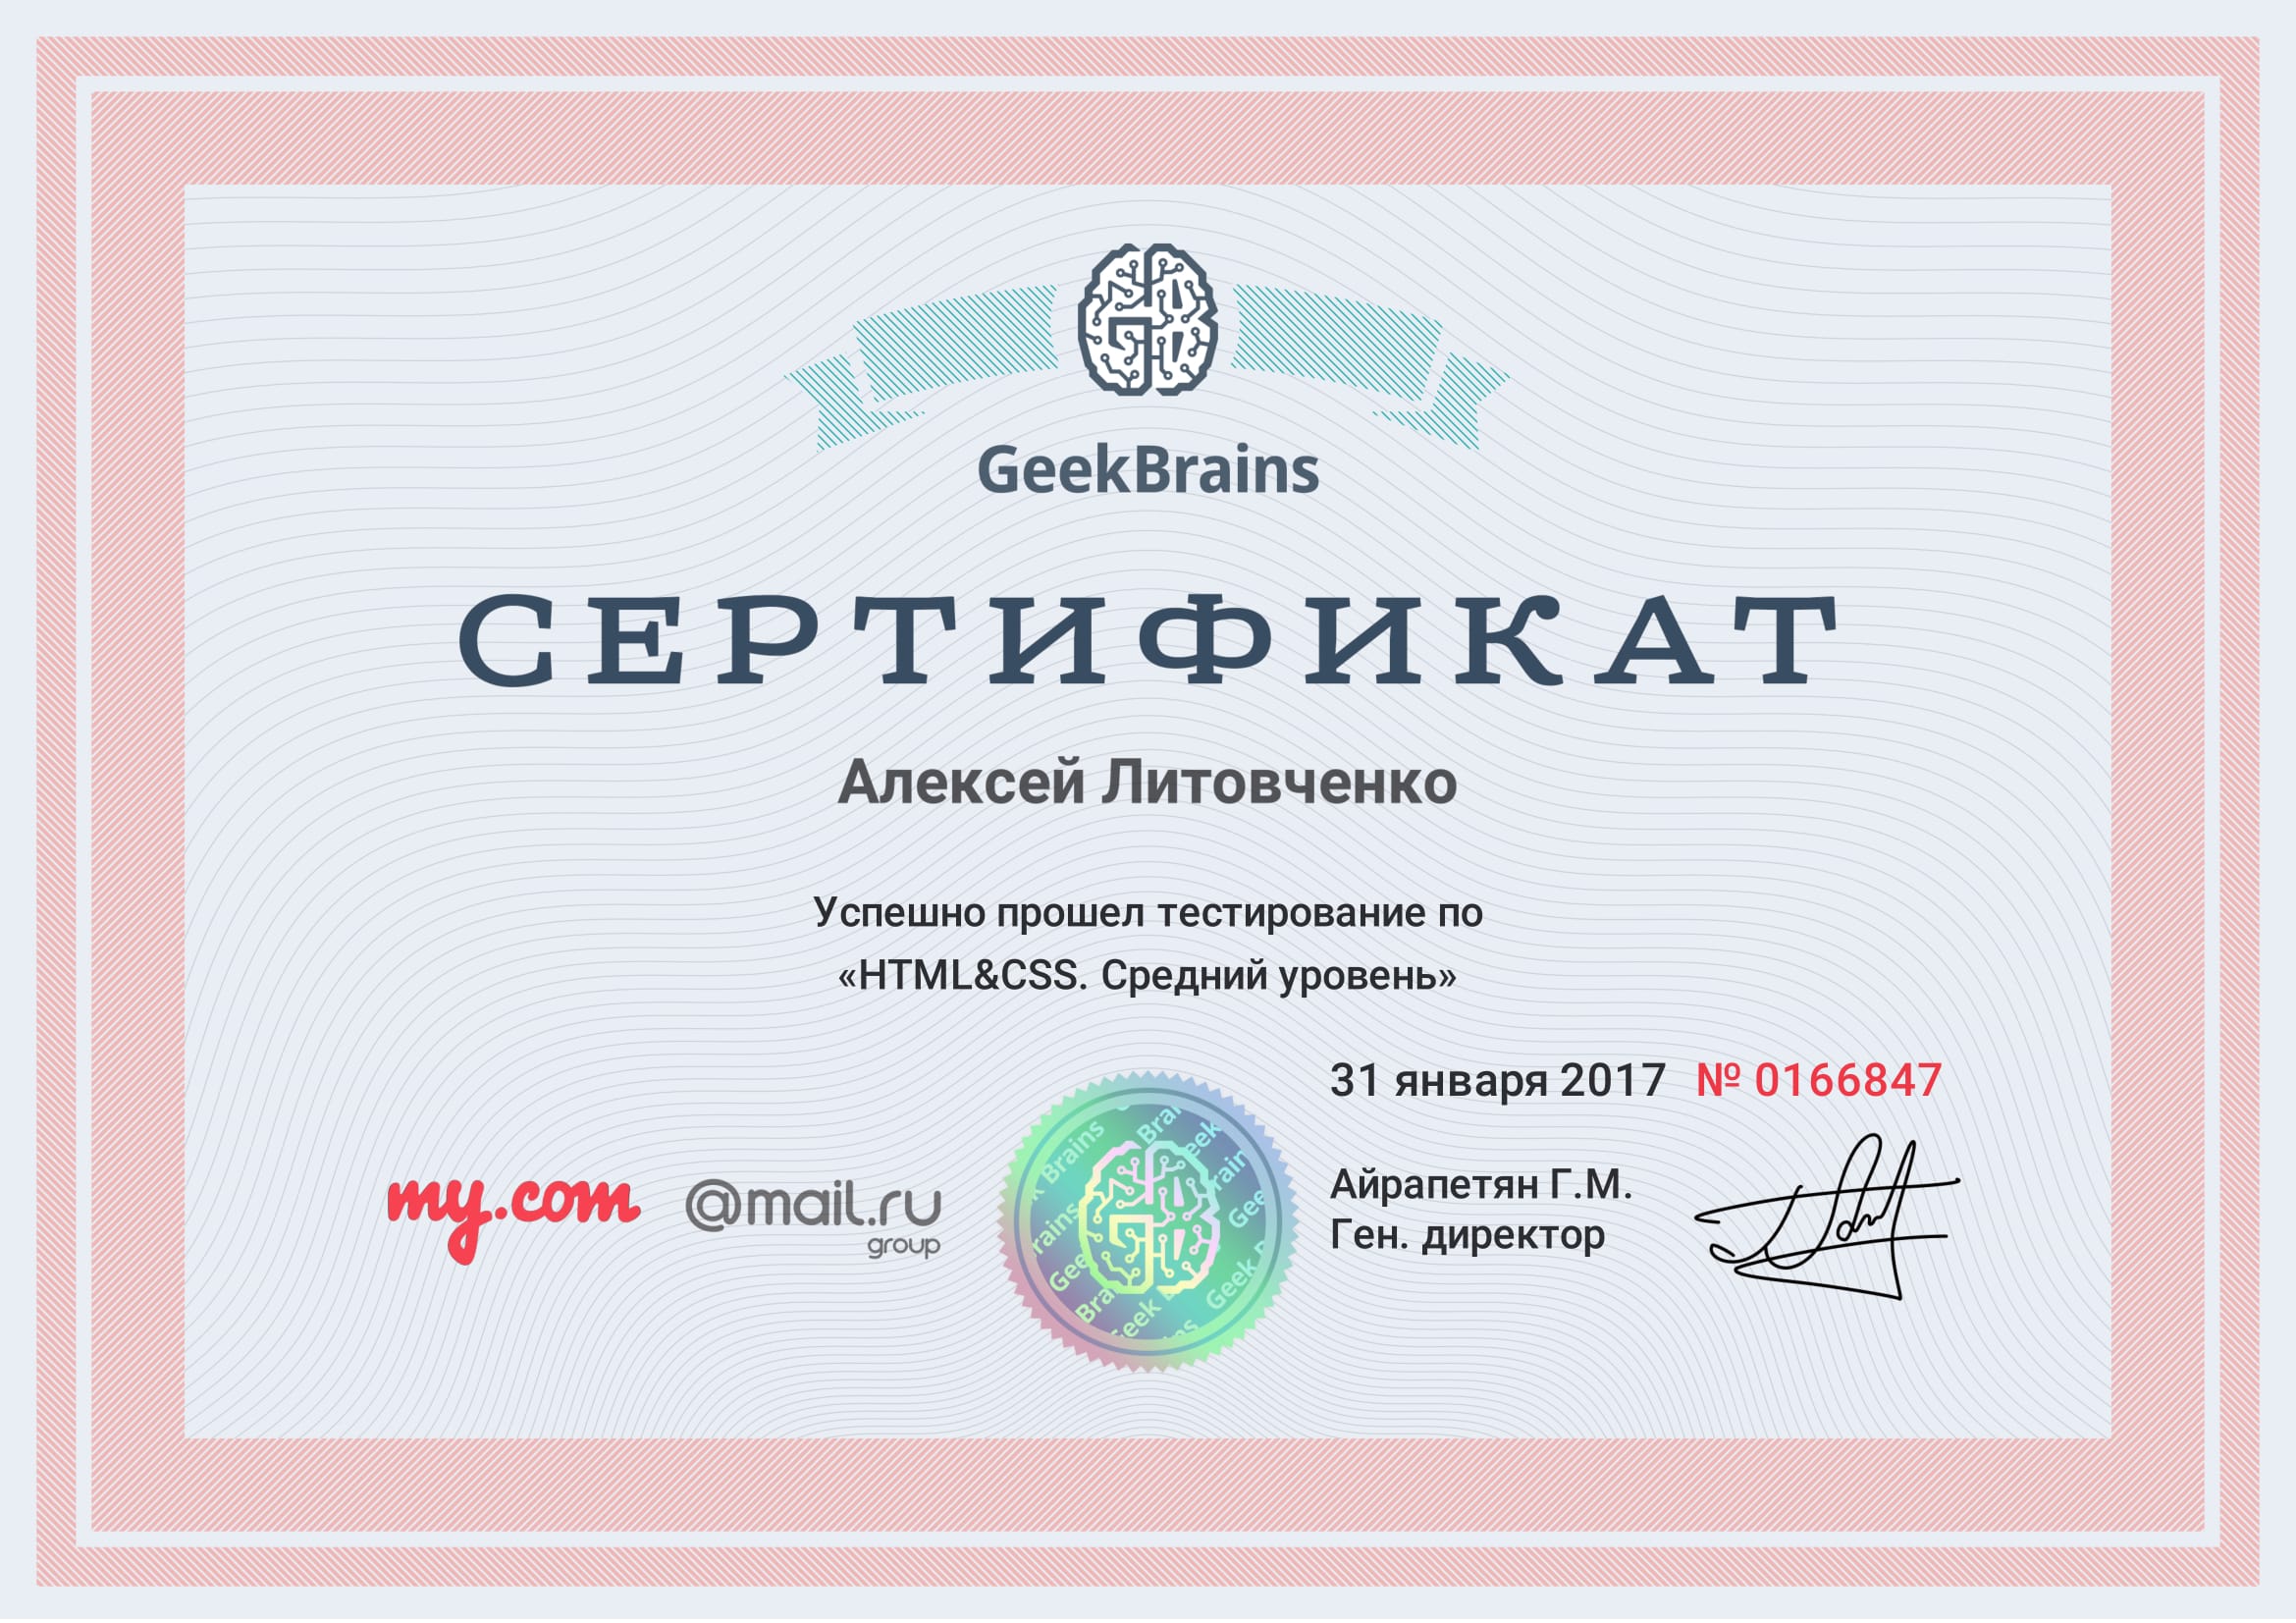 GeekBrains
СЕРТИФИКАТ
Алексей Литовченко
Успешно прошел тестирование по
«HTML&CSS. Средний уровень»
31 января 2017 № 0166847
my.com @mail.ru
group
Айрапетян Г.М.
Ген. директор